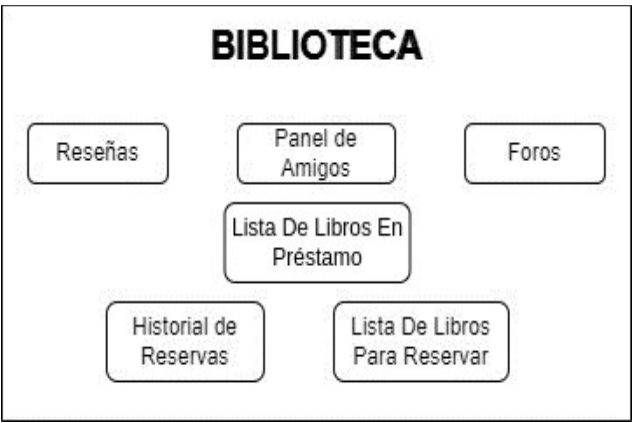 BIBLIOTECA
Reseñas
Panel de
Amigos
Foros
Lista De Libros En
Préstamo
Historial de
Reservas
Lista De Libros
Para Reservar